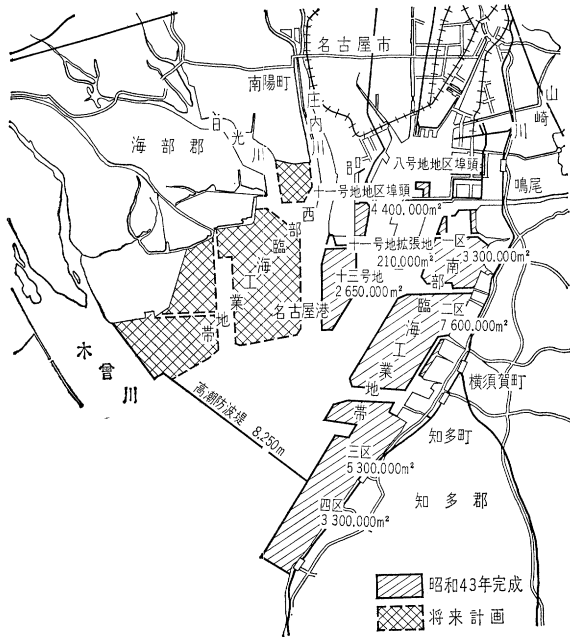 名古屋市
南陽町
庄内川
山崎川
日光川
海部郡
八号地地区埠頭
鳴尾
十一号地地区埠頭
4 400.000m²
西部臨海工業地帯
十一号地拡張地
210.000m²
一区
3 300.000m²
南部臨海工業地帯
十三号地
2 650.000m²
名古屋港
二区
7 600.000m²
木曾川
横須賀町
高潮防波堤 8.250m
知多町
三区
5 300.000m²
知多郡
四区
3 300.000m²
昭和43年完成
将来計画